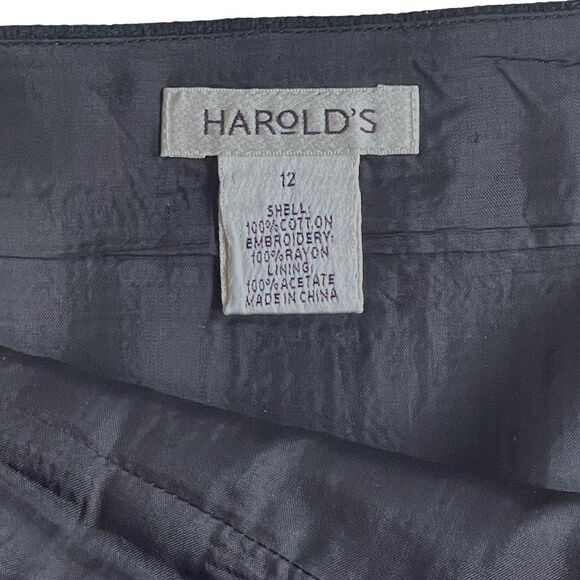 HAROLD'S
12
SHELL:
100% COTTON
EMBROIDERY:
100% RAYON
LINING:
100% ACETATE
MADE IN CHINA